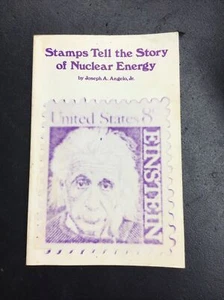 Stamps Tell the Story
of Nuclear Energy
by Joseph A. Angelo, Jr.
United States 8c
EINSTEIN